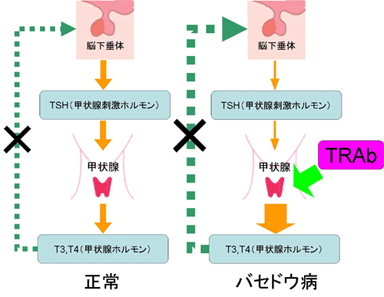 脳下垂体
TSH(甲状腺刺激ホルモン)
甲状腺
T3,T4(甲状腺ホルモン)
正常
脳下垂体
TSH(甲状腺刺激ホルモン)
甲状腺
TRAb
T3,T4(甲状腺ホルモン)
バセドウ病